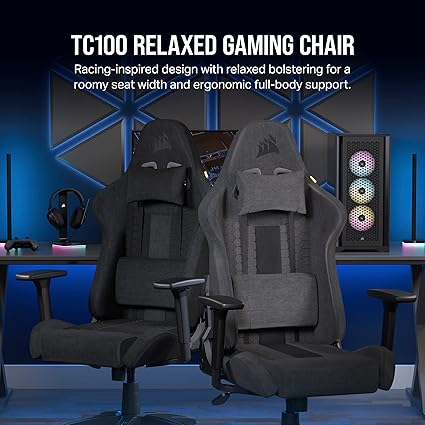 TC100 RELAXED GAMING CHAIR
Racing-inspired design with relaxed bolstering for a
roomy seat width and ergonomic full-body support.